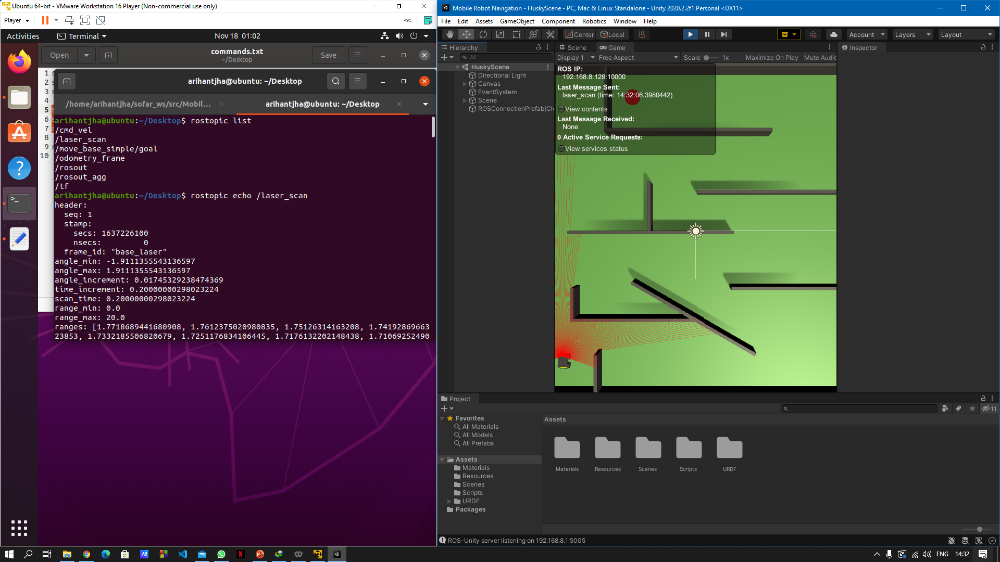 Ubuntu 64-bit - VMware Workstation 16 Player (Non-commercial use only)
Player
Activities
Terminal
Nov 18 01:02
Open
commands.txt
~/Desktop
Save
1
2
3
4
5
6
7
8
9
10
arihantjha@ubuntu: ~/Desktop
/home/arihantjha/sofar_ws/src/Mobil...
arihantjha@ubuntu: ~/Desktop
arihantjha@ubuntu:~/Desktop$ rostopic list
/cmd_vel
/laser_scan
/move_base_simple/goal
/odometry_frame
/rosout
/rosout_agg
/tf
arihantjha@ubuntu:~/Desktop$ rostopic echo /laser_scan
header:
seq: 1
stamp:
secs: 1637226100
nsecs: 0
frame_id: "base_laser"
angle_min: -1.9111355543136597
angle_max: 1.9111355543136597
angle_increment: 0.01745329238474369
time_increment: 0.20000000298023224
scan_time: 0.20000000298023224
range_min: 0.0
range_max: 20.0
ranges: [1.7718689441680908, 1.7612375020980835, 1.75126314163208, 1.74192869663
23853, 1.7332185506820679, 1.7251176834106445, 1.7176132202148438, 1.71069252490
Mobile Robot Navigation - HuskyScene - PC, Mac & Linux Standalone - Unity 2020.2.2f1 Personal <DX11>
File Edit Assets GameObject Component Robotics Window Help
Center
Local
Account
Layers
Layout
Hierarchy
All
HuskyScene
Directional Light
Canvas
EventSystem
Scene
ROSConnectionPrefab(Cl
Scene
Game
Display 1
Free Aspect
Scale
1x
Maximize On Play
Mute Audio
ROS IP:
192.168.8.129:10000
Last Message Sent:
laser_scan (time: 14:32:06.3980442)
View contents
Last Message Received:
None
0 Active Service Requests:
View services status
Inspector
Project
11
Favorites
All Materials
All Models
All Prefabs
Assets
Materials
Resources
Scenes
Scripts
URDF
Packages
Assets
Materials
Resources
Scenes
Scripts
URDF
ROS-Unity server listening on 192.168.8.1:5005
ENG
14:32